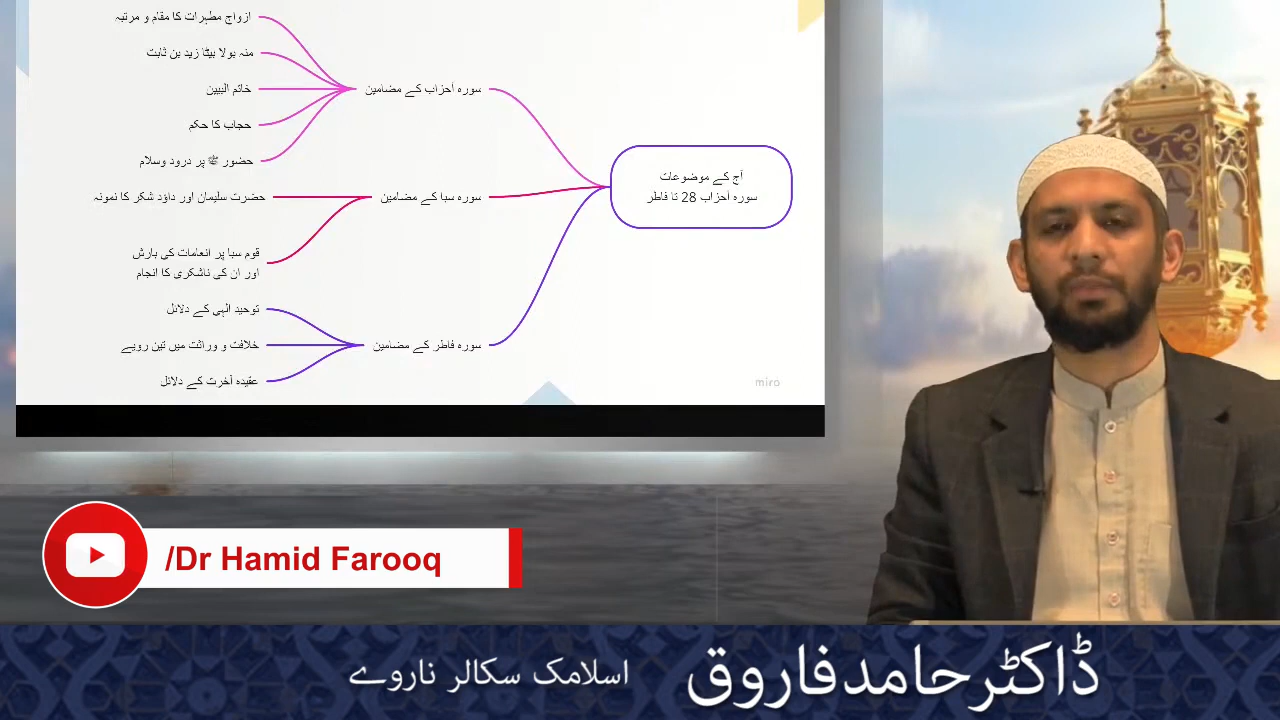 آج کے موضوعات
سورہ احزاب 28 تا فاطر
سورہ احزاب کے مضامین
ازواج مطہرات کا مقام و مرتبہ
منہ بولا بیٹا زید بن ثابت
خاتم البیین
حجاب کا حکم
حضور ﷺ پر درود وسلام
سورہ سبا کے مضامین
حضرت سلیمان اور داؤد شکر کا نمونہ
قوم سبا پر انعامات کی بارش
اور ان کی ناشکری کا انجام
سورہ فاطر کے مضامین
توحید الہی کے دلائل
خلافت و وراثت میں تین رویے
عقیدہ آخرت کے دلائل
miro
/Dr Hamid Farooq
ڈاکٹرحامدفاروق
اسلامک سکالر ناروے